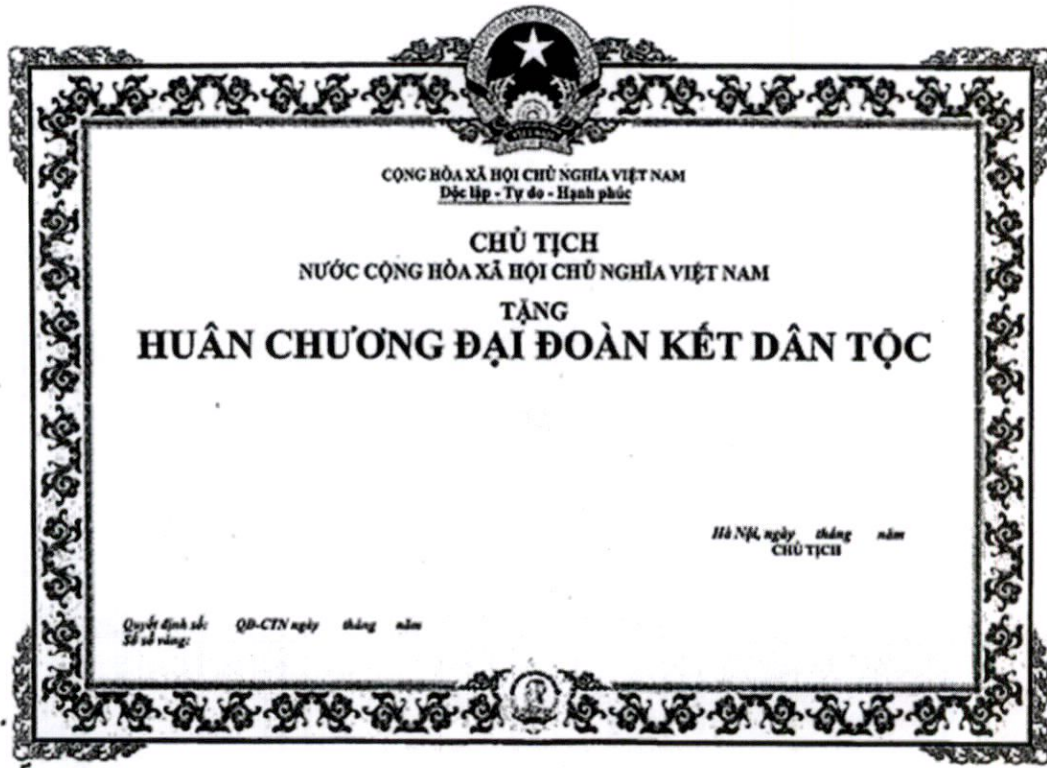 CỘNG HÒA XÃ HỘI CHỦ NGHĨA VIỆT NAM
Độc lập - Tự do - Hạnh phúc
CHỦ TỊCH
NƯỚC CỘNG HÒA XÃ HỘI CHỦ NGHĨA VIỆT NAM
TẶNG
HUÂN CHƯƠNG ĐẠI ĐOÀN KẾT DÂN TỘC
Hà Nội, ngày tháng năm
CHỦ TỊCH
Quyết định số: QĐ-CTN ngày tháng năm
Số sổ vàng: